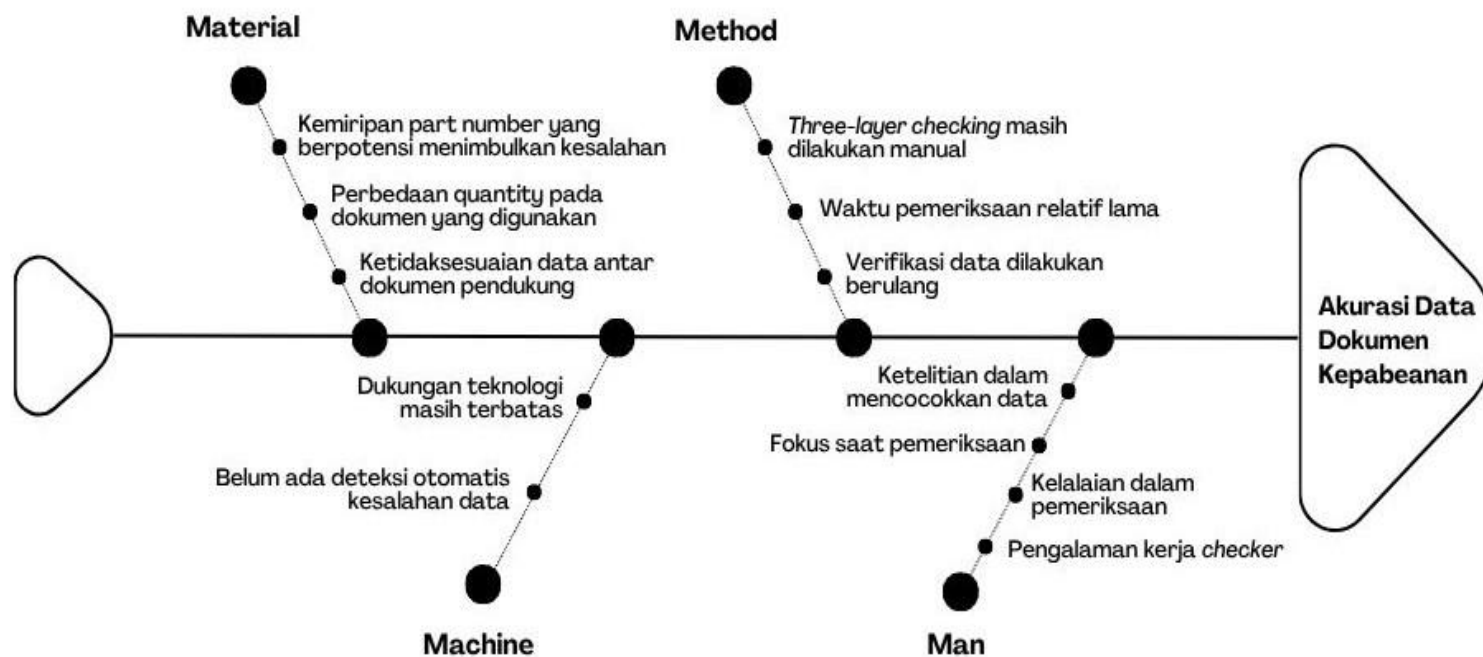 Material
Kemiripan part number yang
berpotensi menimbulkan kesalahan
Perbedaan quantity pada
dokumen yang digunakan
Ketidaksesuaian data antar
dokumen pendukung
Method
Three-layer checking masih
dilakukan manual
Waktu pemeriksaan relatif lama
Verifikasi data dilakukan
berulang
Akurasi Data
Dokumen
Kepabeanan
Dukungan teknologi
masih terbatas
Belum ada deteksi otomatis
kesalahan data
Machine
Ketelitian dalam
mencocokkan data
Fokus saat pemeriksaan
Kelalaian dalam
pemeriksaan
Pengalaman kerja checker
Man